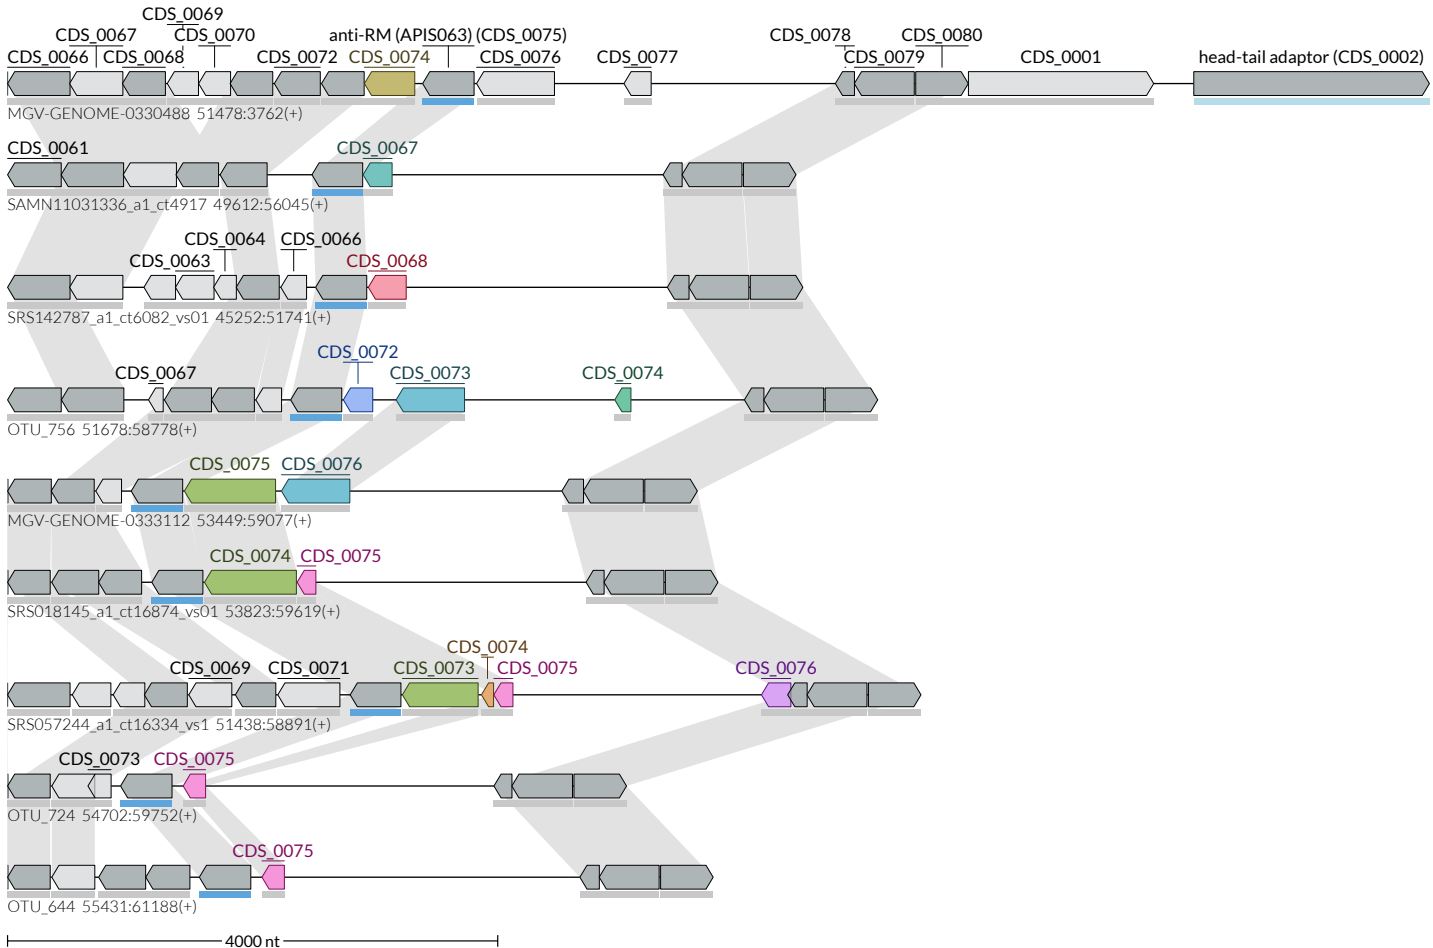 CDS_0069
CDS_0067 CDS_0070 anti-RM (APIS063) (CDS_0075) CDS_0078 CDS_0080
CDS_0066 CDS_0068 CDS_0072 CDS_0074 CDS_0076 CDS_0077 CDS_0079 CDS_0001 head-tail adaptor (CDS_0002)
MGV-GENOME-0330488 51478:3762(+)
CDS_0061 CDS_0067
SAMN11031336_a1_ct4917 49612:56045(+)
CDS_0064 CDS_0066
CDS_0063 CDS_0068
SRS142787_a1_ct6082_vs01 45252:51741(+)
CDS_0072
CDS_0067 CDS_0073 CDS_0074
OTU_756 51678:58778(+)
CDS_0075 CDS_0076
MGV-GENOME-0333112 53449:59077(+)
CDS_0074 CDS_0075
SRS018145_a1_ct16874_vs01 53823:59619(+)
CDS_0074
CDS_0069 CDS_0071 CDS_0073 CDS_0075 CDS_0076
SRS057244_a1_ct16334_vs1 51438:58891(+)
CDS_0073 CDS_0075
OTU_724 54702:59752(+)
CDS_0075
OTU_644 55431:61188(+)
4000 nt